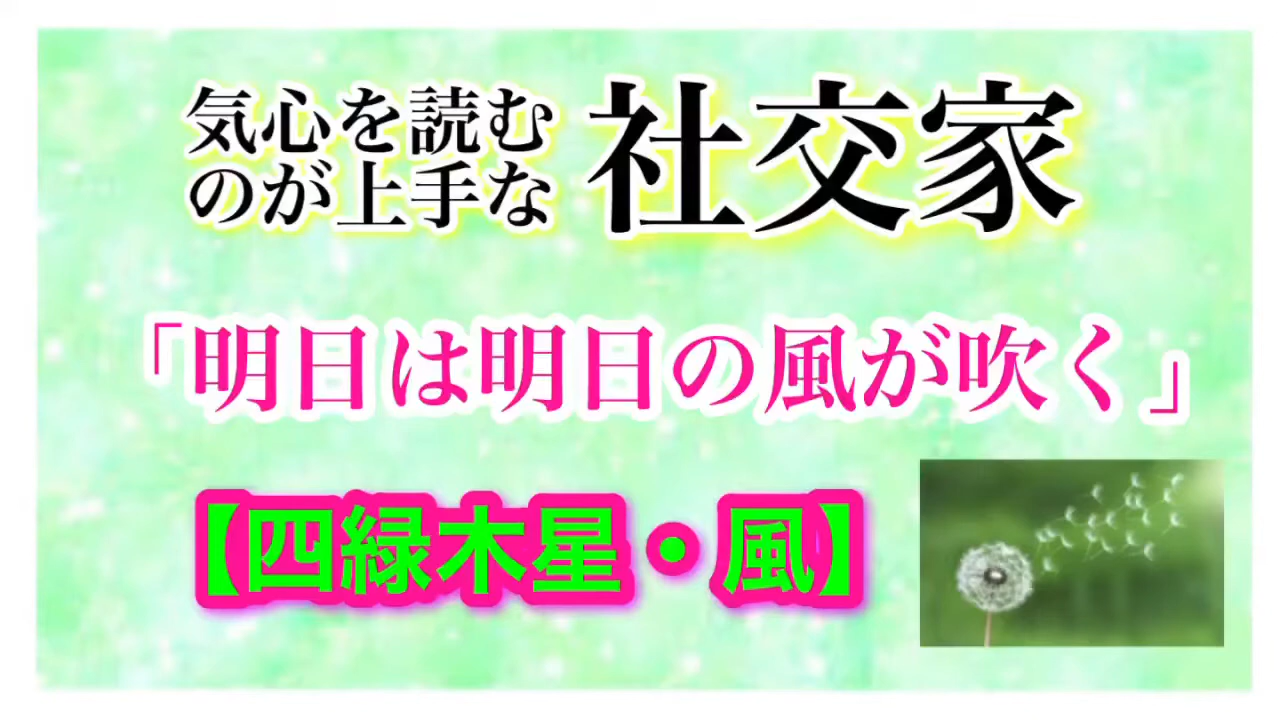 気心を読む
のが上手な
社交家
「明日は明日の風が吹く」
【四緑木星・風】